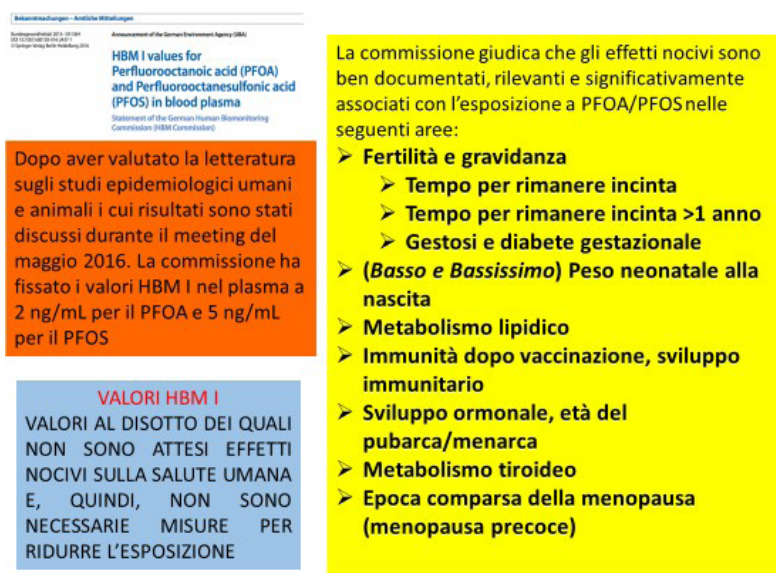 Bekanntmachungen – Amtliche Mitteilungen
Bundesgesundheitsbl 2016
© Springer-Verlag Berlin Heidelberg 2016
Announcement of the German Environment Agency (UBA)
HBM I values for
Perfluorooctanoic acid (PFOA)
and Perfluorooctanesulfonic acid
(PFOS) in blood plasma
Statement of the German Human Biomonitoring
Commission (HBM Commission)
Dopo aver valutato la letteratura
sugli studi epidemiologici umani
e animali i cui risultati sono stati
discussi durante il meeting del
maggio 2016. La commissione ha
fissato i valori HBM I nel plasma a
2 ng/mL per il PFOA e 5 ng/mL
per il PFOS
VALORI HBM I
VALORI AL DISOTTO DEI QUALI
NON SONO ATTESI EFFETTI
NOCIVI SULLA SALUTE UMANA
E, QUINDI, NON SONO
NECESSARIE MISURE PER
RIDURRE L’ESPOSIZIONE
La commissione giudica che gli effetti nocivi sono
ben documentati, rilevanti e significativamente
associati con l’esposizione a PFOA/PFOS nelle
seguenti aree:
➢ Fertilità e gravidanza
➢ Tempo per rimanere incinta
➢ Tempo per rimanere incinta >1 anno
➢ Gestosi e diabete gestazionale
➢ (Basso e Bassissimo) Peso neonatale alla
nascita
➢ Metabolismo lipidico
➢ Immunità dopo vaccinazione, sviluppo
immunitario
➢ Sviluppo ormonale, età del
pubarca/menarca
➢ Metabolismo tiroideo
➢ Epoca comparsa della menopausa
(menopausa precoce)